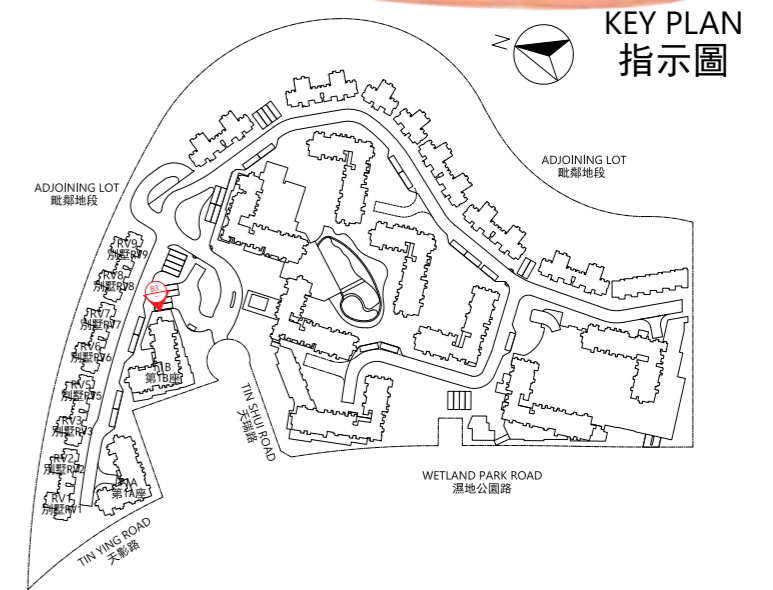 KEY PLAN
指示圖
N
ADJOINING LOT
毗鄰地段
ADJOINING LOT
毗鄰地段
RV9
別墅RV9
RV8
別墅RV8
B3
RV7
別墅RV7
RV6
別墅RV6
RV5
別墅RV5
RV3
別墅RV3
RV2
別墅RV2
RV1
別墅RV1
第1B座
第1A座
TIN SHUI ROAD
天瑞路
WETLAND PARK ROAD
濕地公園路
TIN YING ROAD
天影路